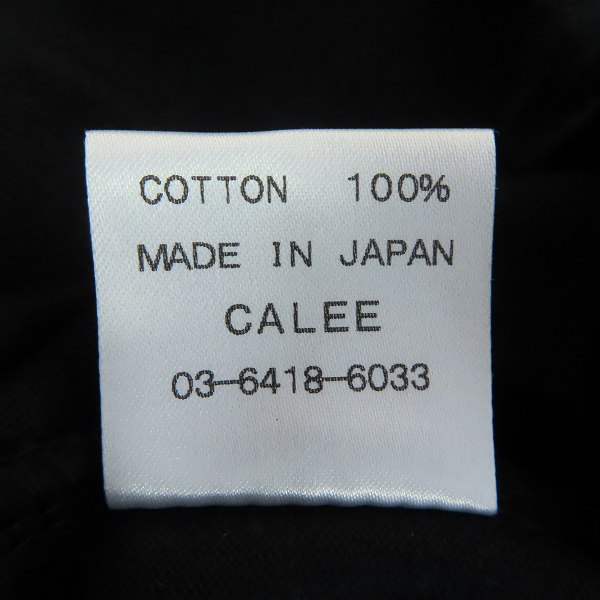 COTTON 100%
MADE IN JAPAN
CALEE
03-6418-6033